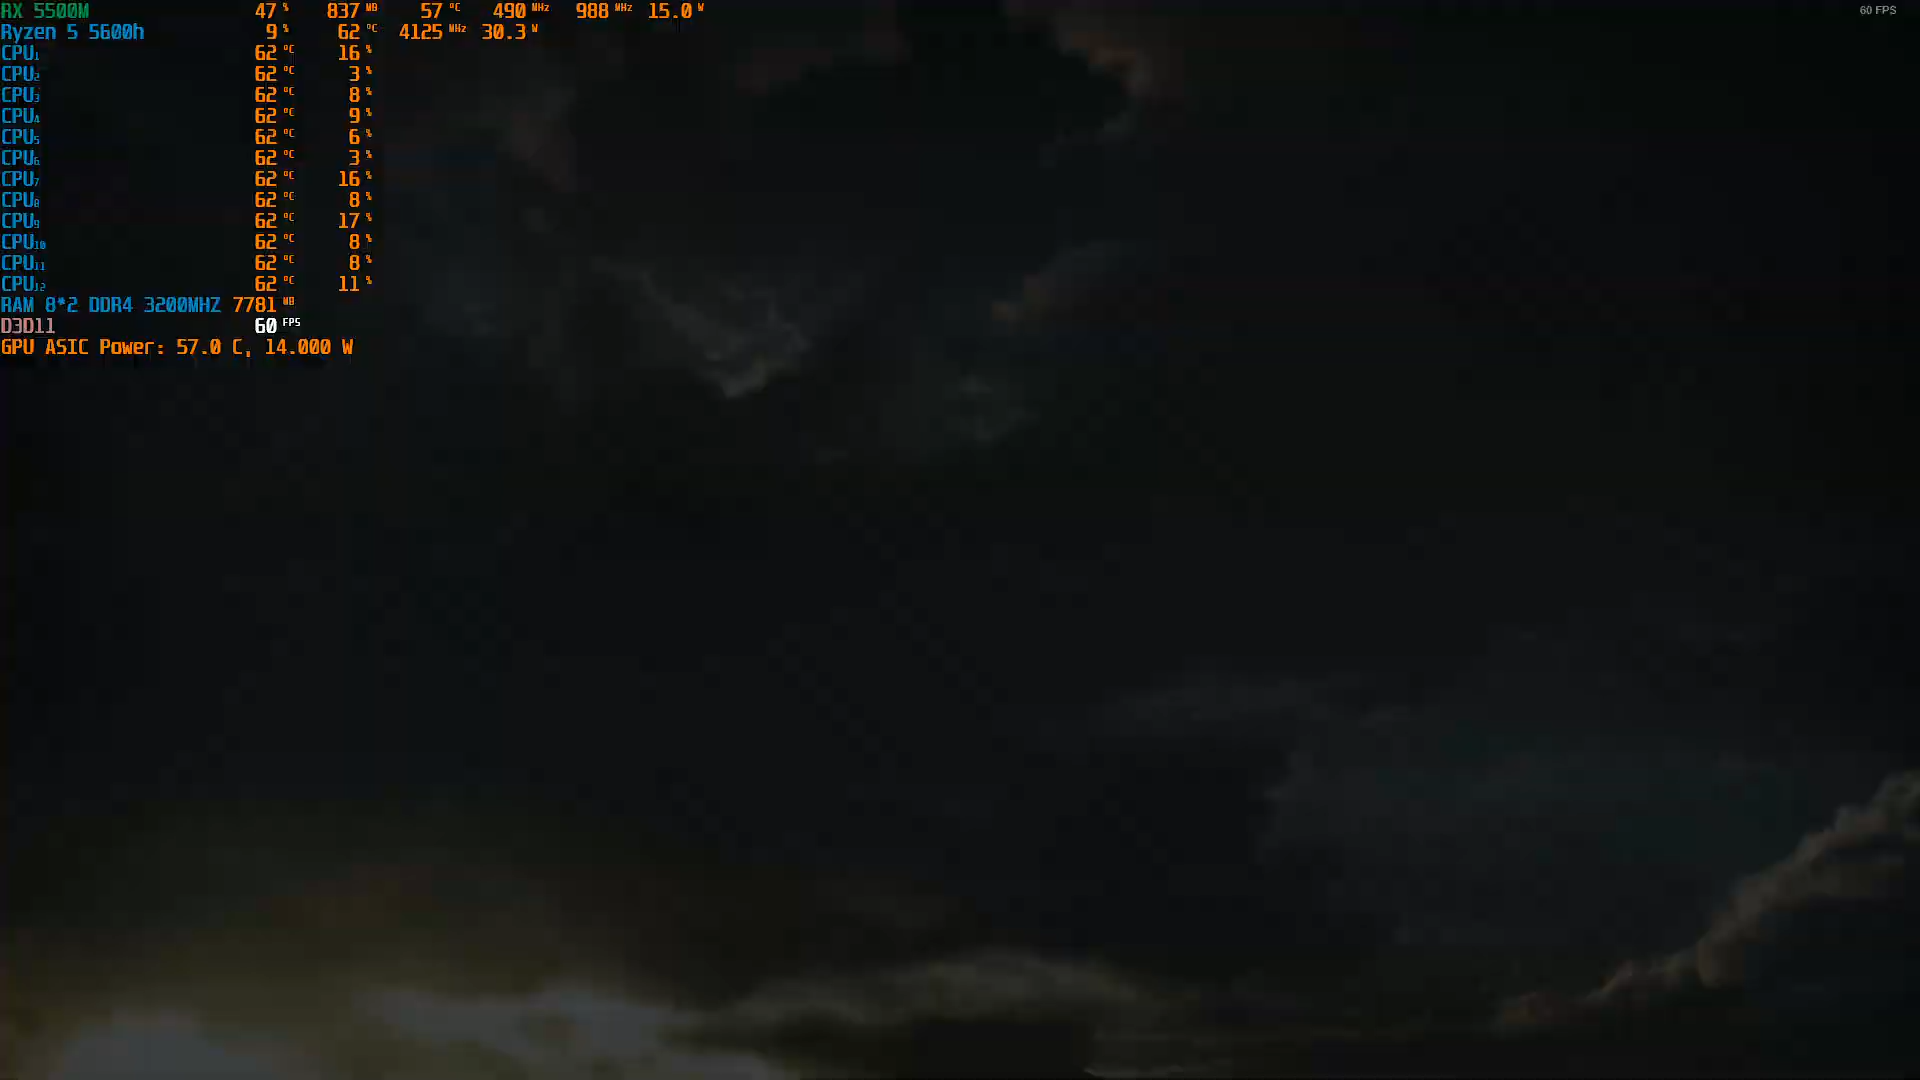 RX 5500M 47 % 837 MB 57 °C 490 MHz 988 MHz 15.0 W
60 FPS
Ryzen 5 5600h 9 % 62 °C 4125 MHz 30.3 W
CPU1 62 °C 16 %
CPU2 62 °C 3 %
CPU3 62 °C 8 %
CPU4 62 °C 9 %
CPU5 62 °C 6 %
CPU6 62 °C 3 %
CPU7 62 °C 16 %
CPU8 62 °C 8 %
CPU9 62 °C 17 %
CPU10 62 °C 8 %
CPU11 62 °C 8 %
CPU12 62 °C 11 %
RAM 8*2 DDR4 3200MHZ 7781 MB
D3D11 60 FPS
GPU ASIC Power: 57.0 C, 14.000 W